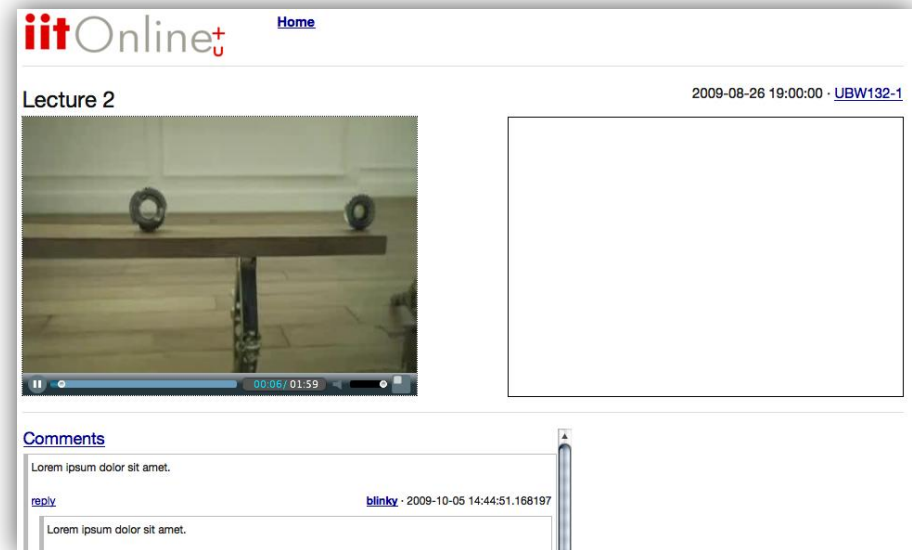 iitOnline+u
Home
Lecture 2
2009-08-26 19:00:00 · UBW132-1
00:06/ 01:59
Comments
Lorem ipsum dolor sit amet.
reply
blinky · 2009-10-05 14:44:51.168197
Lorem ipsum dolor sit amet.